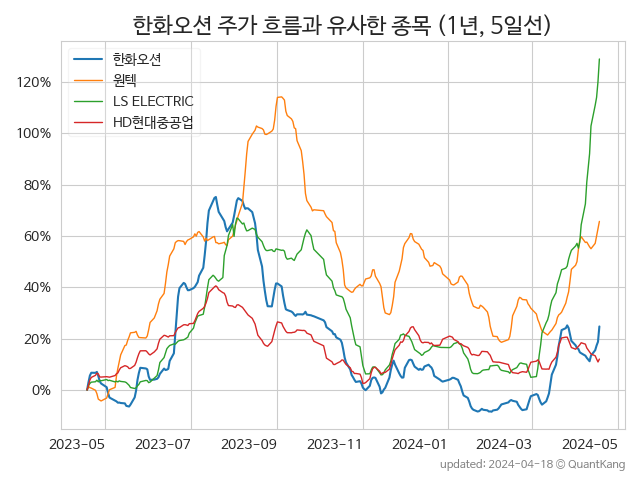 한화오션 주가 흐름과 유사한 종목 (1년, 5일선)
한화오션
원텍
LS ELECTRIC
HD현대중공업
120%
100%
80%
60%
40%
20%
0%
2023-05 2023-07 2023-09 2023-11 2024-01 2024-03 2024-05
updated: 2024-04-18 © QuantKang